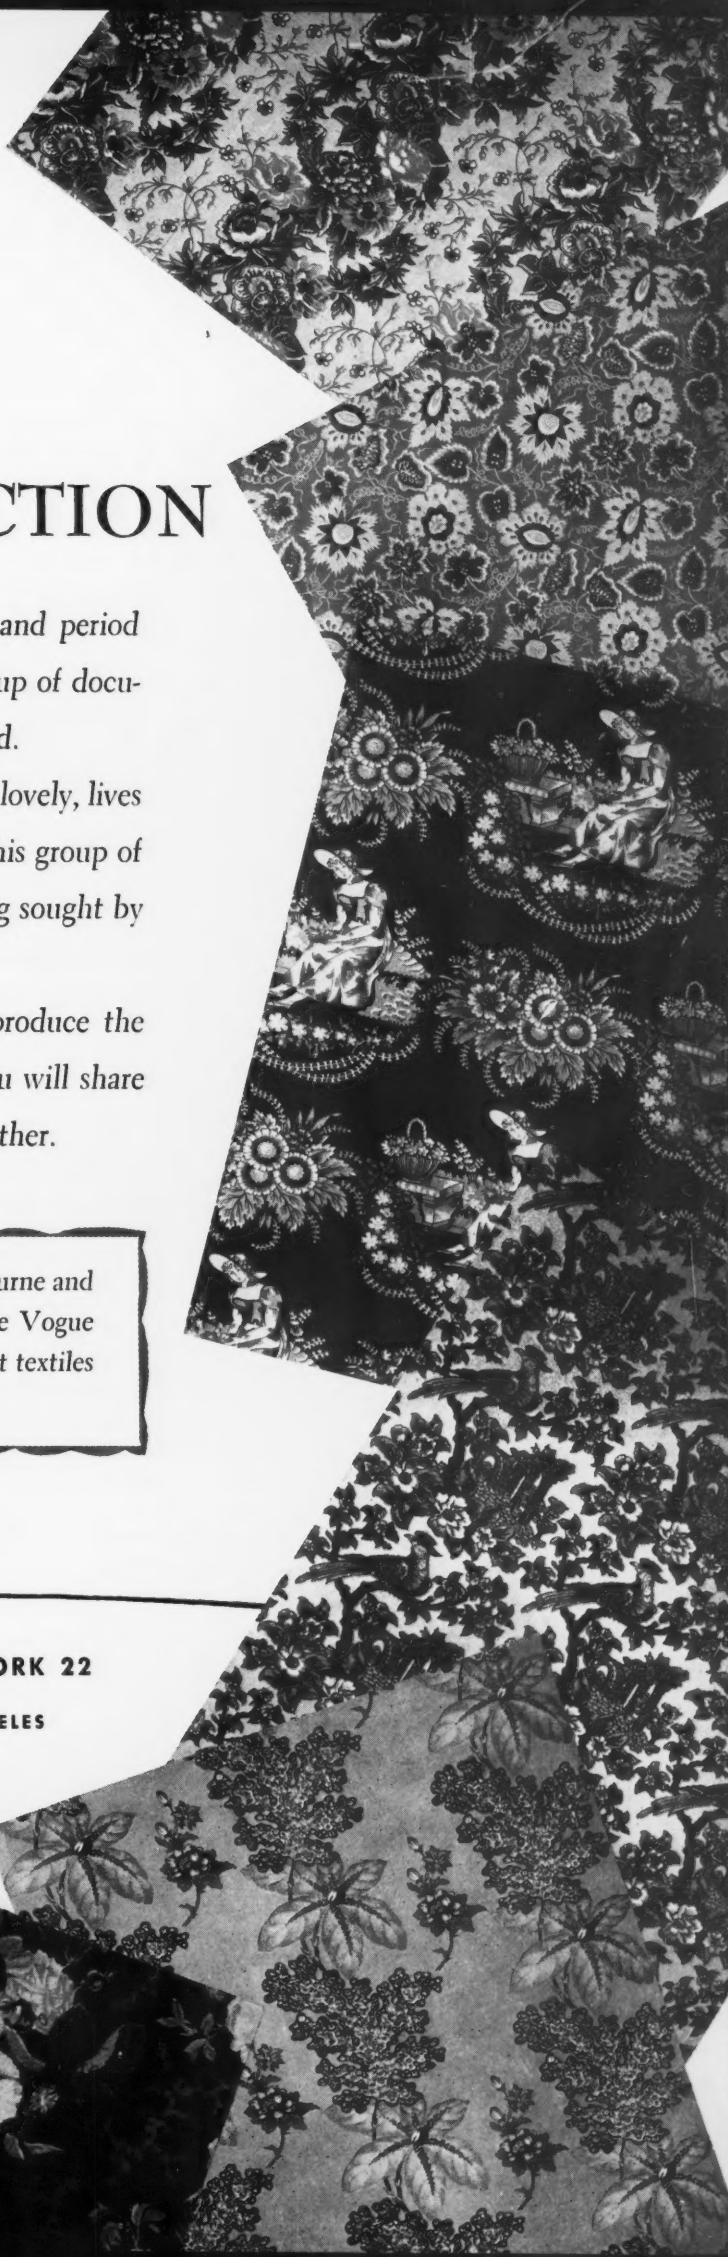 CTION
and period
up of docu-
d.
lovely, lives
his group of
g sought by
produce the
u will share
ther.
urne and
e Vogue
t textiles
ORK 22
ELES